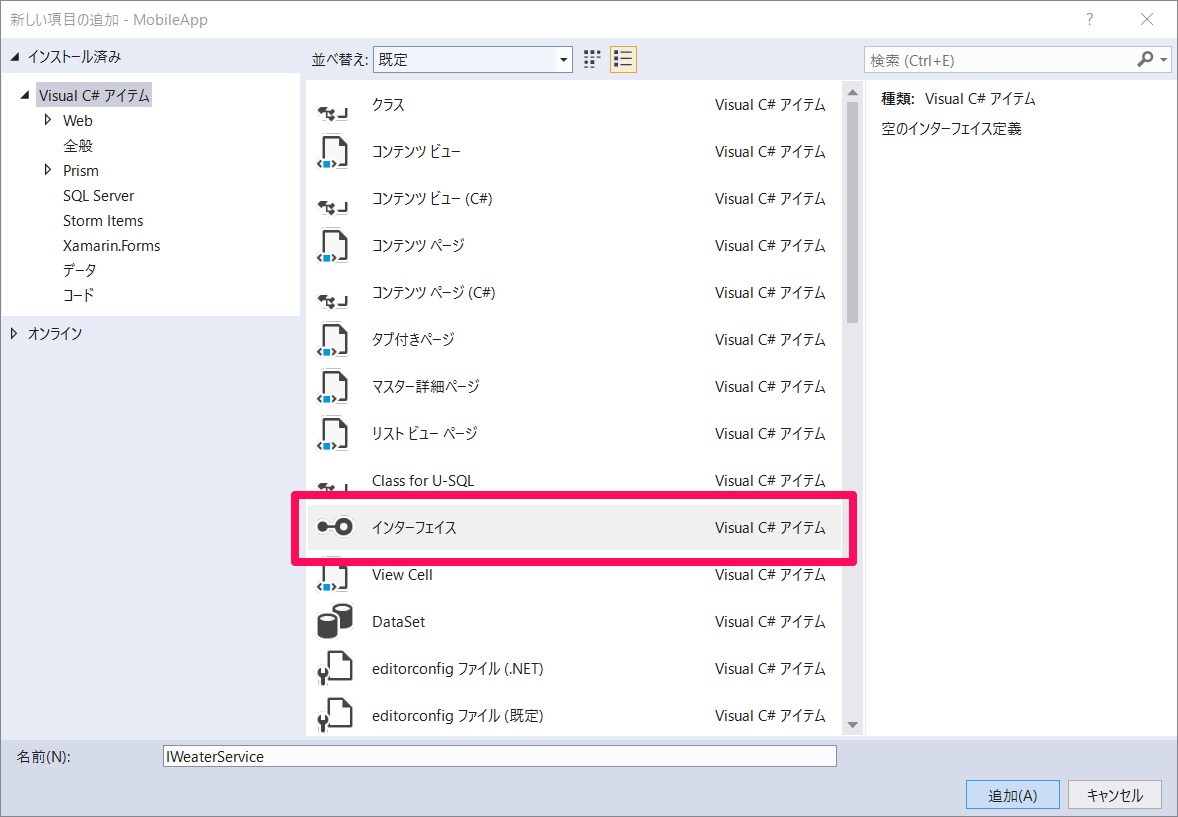 新しい項目の追加 - MobileApp
?
インストール済み
並べ替え: 既定
検索 (Ctrl+E)
Visual C# アイテム
Web
全般
Prism
SQL Server
Storm Items
Xamarin.Forms
データ
コード
オンライン
クラス Visual C# アイテム
コンテンツ ビュー Visual C# アイテム
コンテンツ ビュー (C#) Visual C# アイテム
コンテンツ ページ Visual C# アイテム
コンテンツ ページ (C#) Visual C# アイテム
タブ付きページ Visual C# アイテム
マスター詳細ページ Visual C# アイテム
リスト ビュー ページ Visual C# アイテム
Class for U-SQL Visual C# アイテム
インターフェイス Visual C# アイテム
View Cell Visual C# アイテム
DataSet Visual C# アイテム
editorconfig ファイル (.NET) Visual C# アイテム
editorconfig ファイル (既定) Visual C# アイテム
種類: Visual C# アイテム
空のインターフェイス定義
名前(N): IWeaterService
追加(A) キャンセル